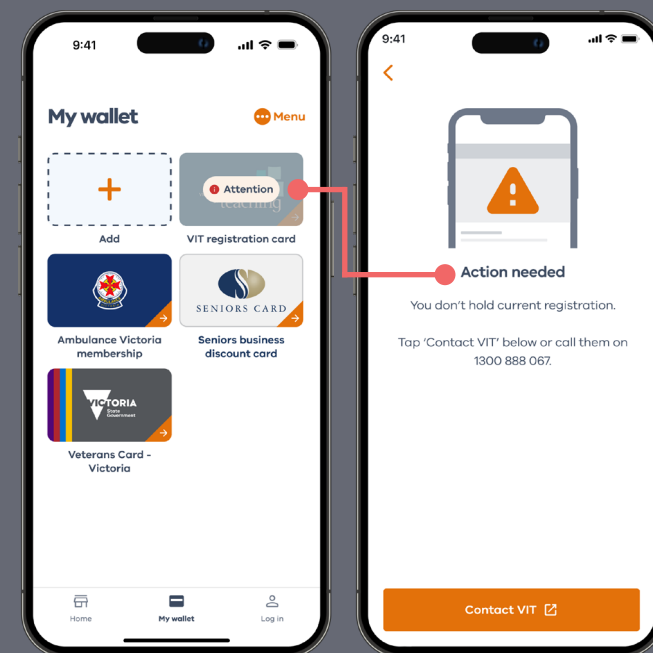 9:41
My wallet
Menu
Attention
teaching
Add
VIT registration card
SENIORS CARD
Ambulance Victoria
membership
Seniors business
discount card
VICTORIA
State
Government
Veterans Card -
Victoria
Home
My wallet
Log in
9:41
Action needed
You don't hold current registration.
Tap ‘Contact VIT’ below or call them on
1300 888 067.
Contact VIT